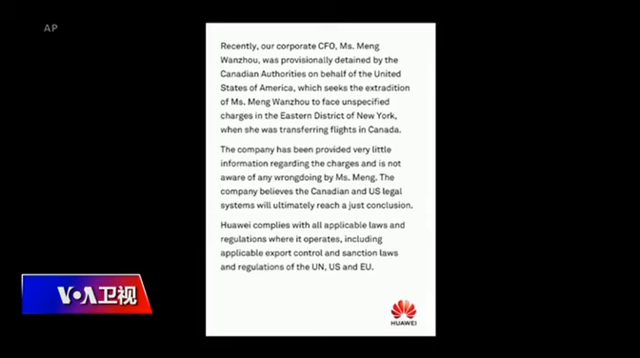 AP
Recently, our corporate CFO, Ms. Meng
Wanzhou, was provisionally detained by the
Canadian Authorities on behalf of the United
States of America, which seeks the extradition
of Ms. Meng Wanzhou to face unspecified
charges in the Eastern District of New York,
when she was transferring flights in Canada.
The company has been provided very little
information regarding the charges and is not
aware of any wrongdoing by Ms. Meng. The
company believes the Canadian and US legal
systems will ultimately reach a just conclusion.
Huawei complies with all applicable laws and
regulations where it operates, including
applicable export control and sanction laws
and regulations of the UN, US and EU.
VOA卫视
HUAWEI